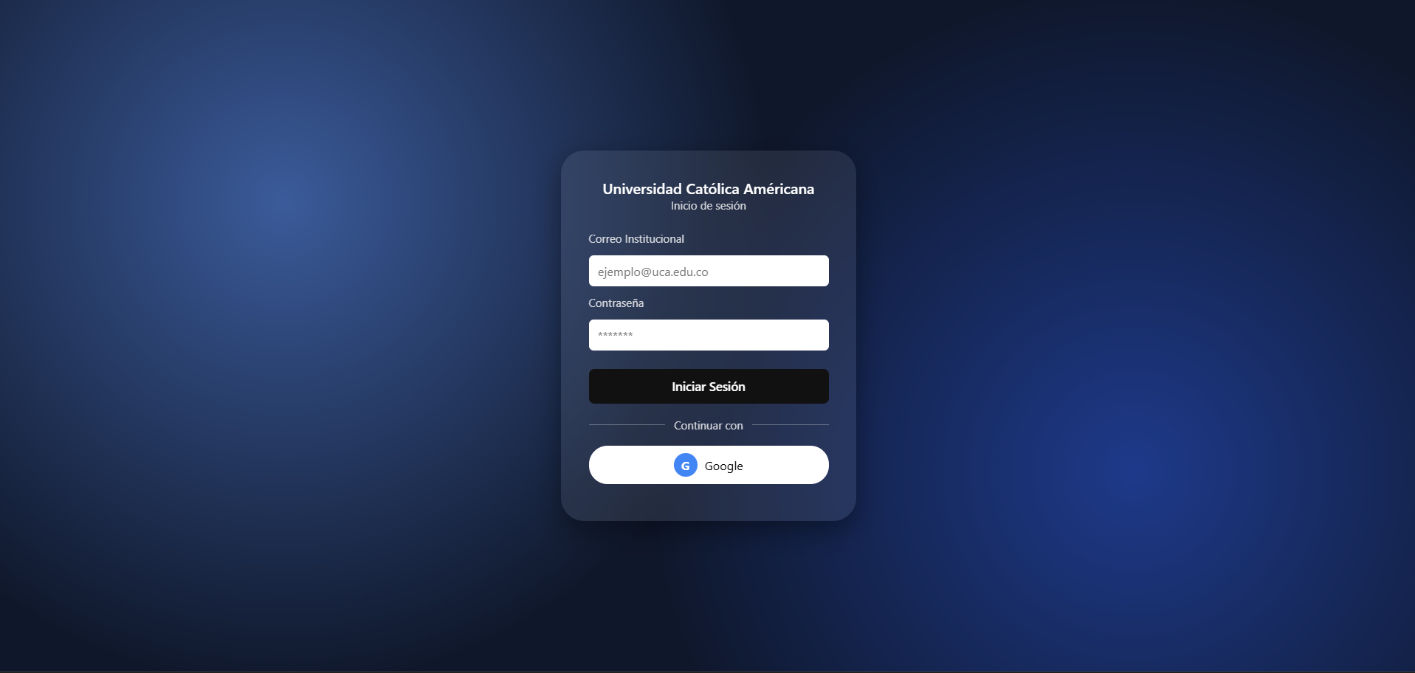 Universidad Católica Américana
Inicio de sesión
Correo Institucional
ejemplo@uca.edu.co
Contraseña
*******
Iniciar Sesión
Continuar con
G Google